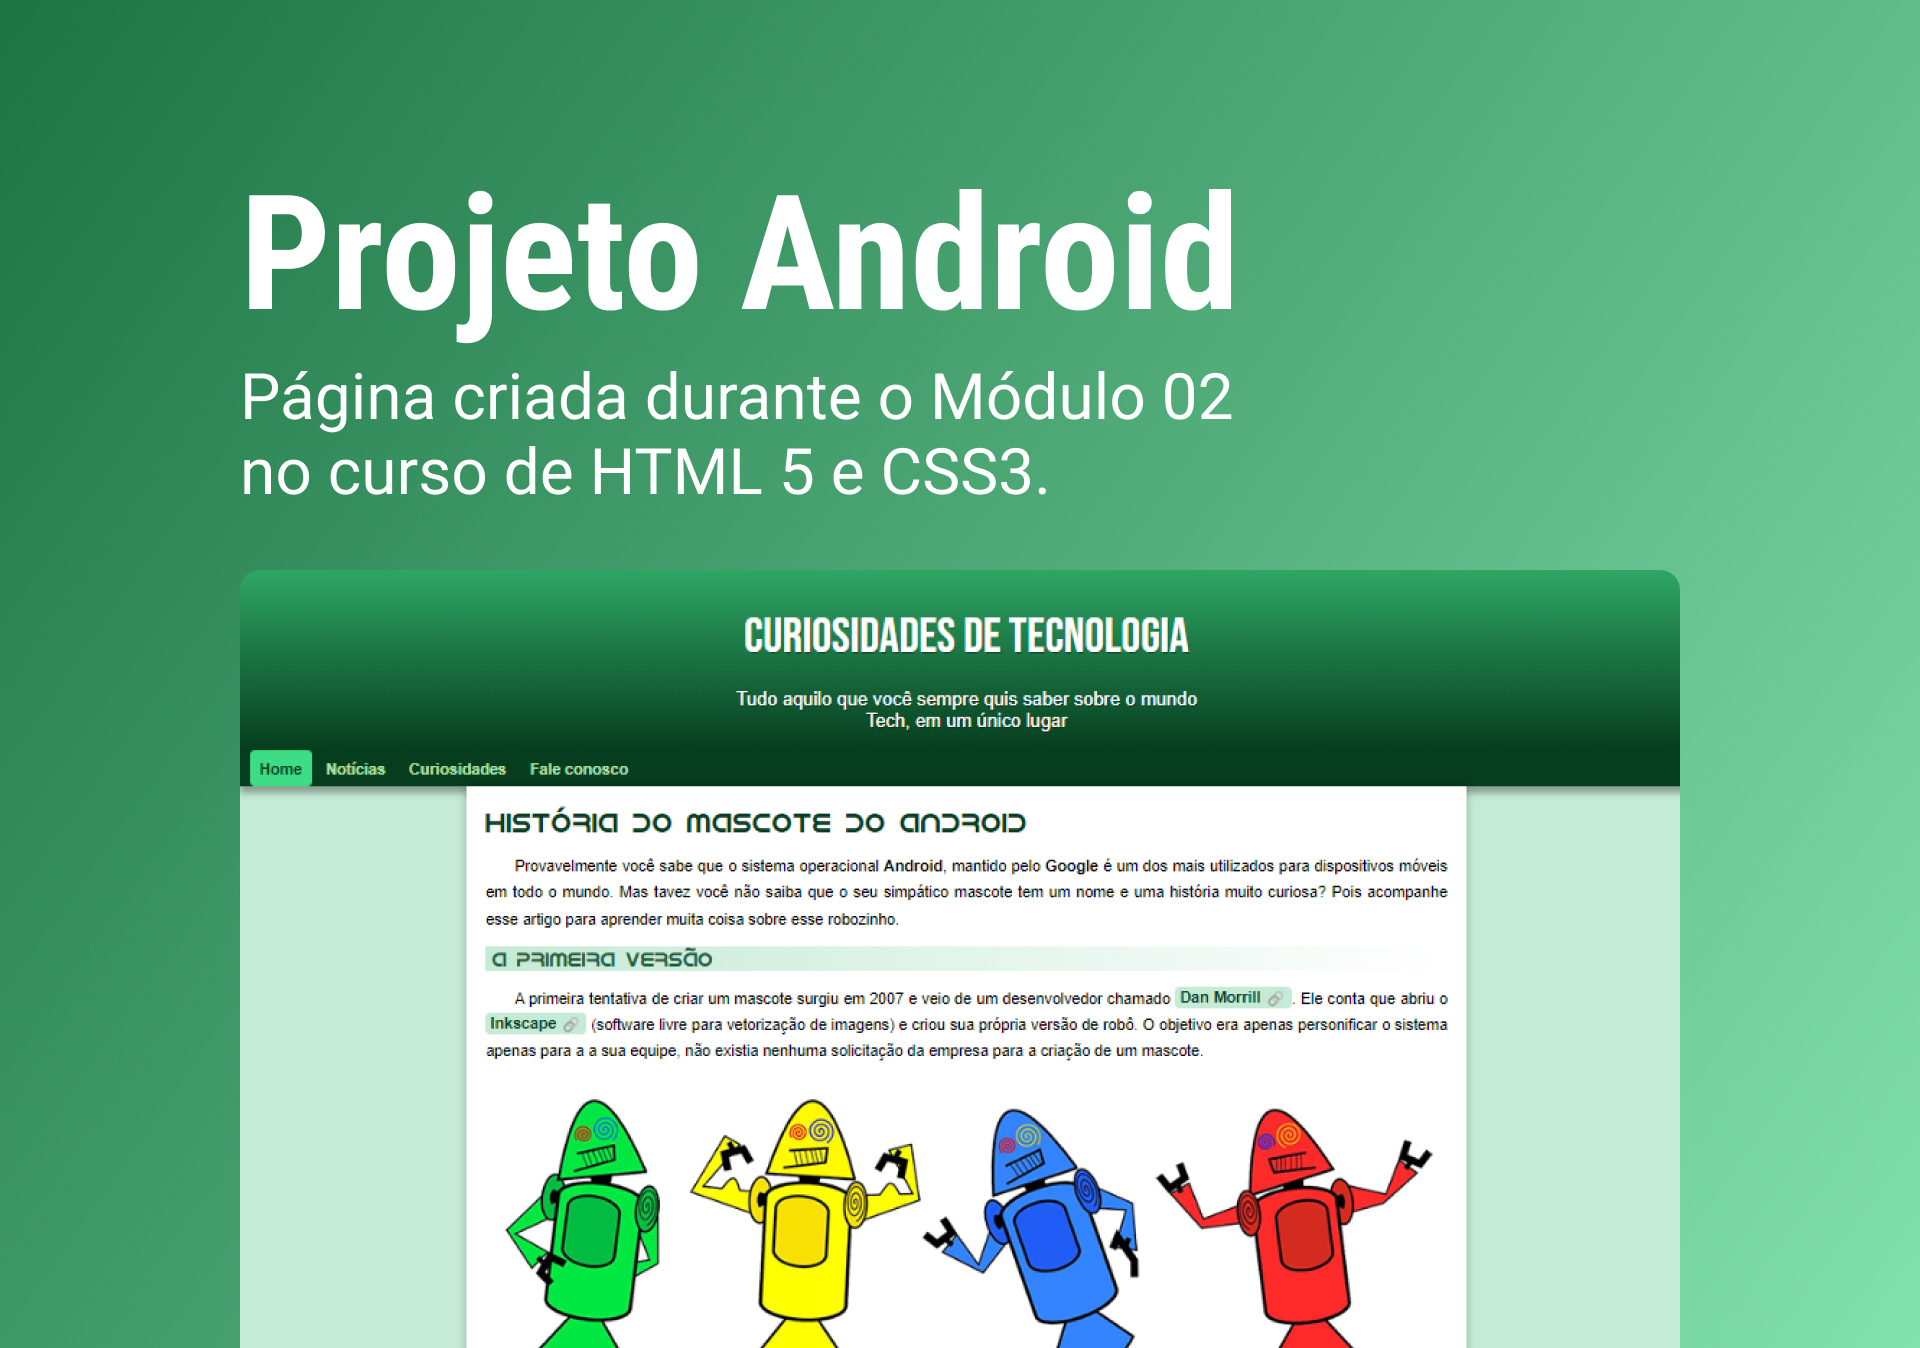 Projeto Android
Página criada durante o Módulo 02
no curso de HTML 5 e CSS3.
CURIOSIDADES DE TECNOLOGIA
Tudo aquilo que você sempre quis saber sobre o mundo
Tech, em um único lugar
Home Notícias Curiosidades Fale conosco
HISTÓRIA DO MASCOTE DO ANDROID
Provavelmente você sabe que o sistema operacional Android, mantido pelo Google é um dos mais utilizados para dispositivos móveis
em todo o mundo. Mas tavez você não saiba que o seu simpático mascote tem um nome e uma história muito curiosa? Pois acompanhe
esse artigo para aprender muita coisa sobre esse robozinho.
A PRIMEIRA VERSÃO
A primeira tentativa de criar um mascote surgiu em 2007 e veio de um desenvolvedor chamado Dan Morrill 🔗. Ele conta que abriu o
Inkscape 🔗 (software livre para vetorização de imagens) e criou sua própria versão de robô. O objetivo era apenas personificar o sistema
apenas para a a sua equipe, não existia nenhuma solicitação da empresa para a criação de um mascote.